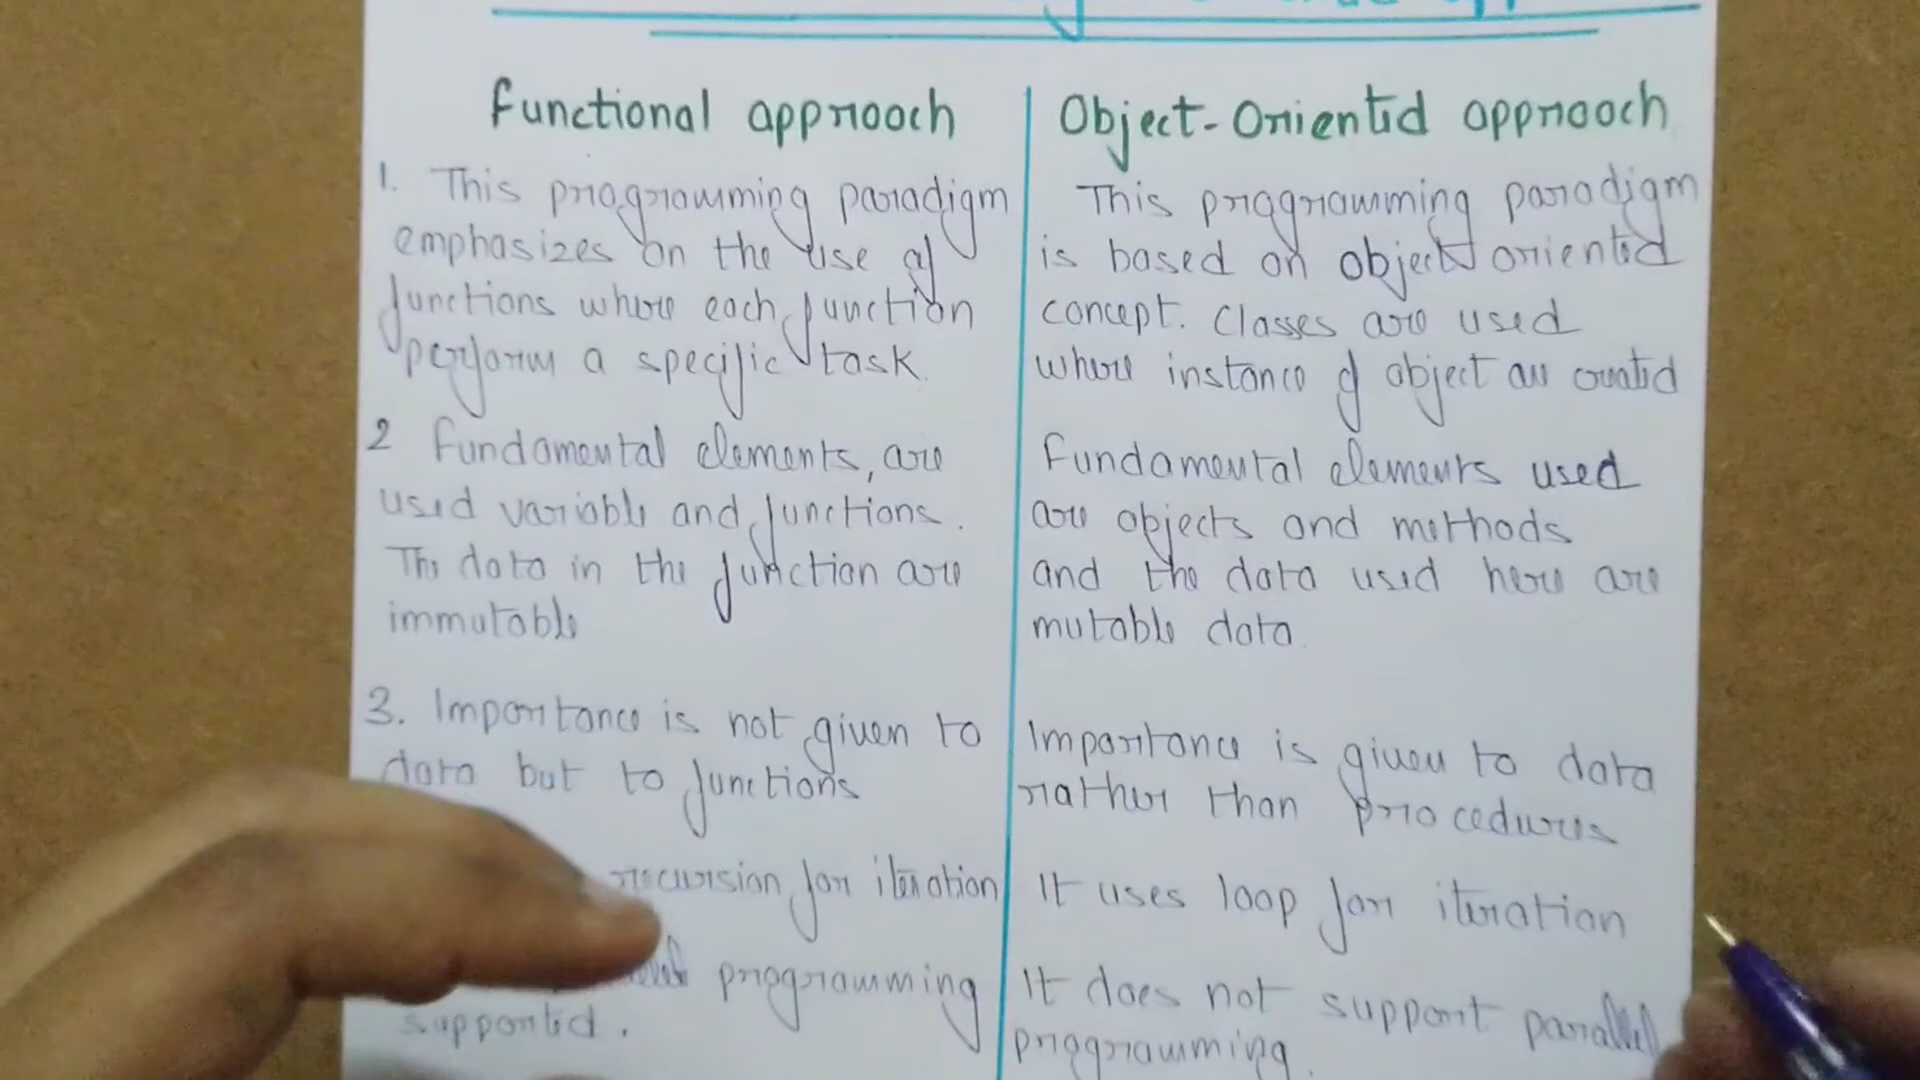 Functional approach
1. This programming paradigm
emphasizes on the use of
functions where each function
perform a specific task.
2 Fundamental elements, are
used variable and functions.
The data in the function are
immutable
3. Importance is not given to
data but to functions
recursion for iteration
programming
supported.
Object-Oriented approach
This programming paradigm
is based on object oriented
concept. Classes are used
where instance of object are created
Fundamental elements used
are objects and methods
and the data used here are
mutable data.
Importance is given to data
rather than procedures
It uses loop for iteration
It does not support parallel
programming.